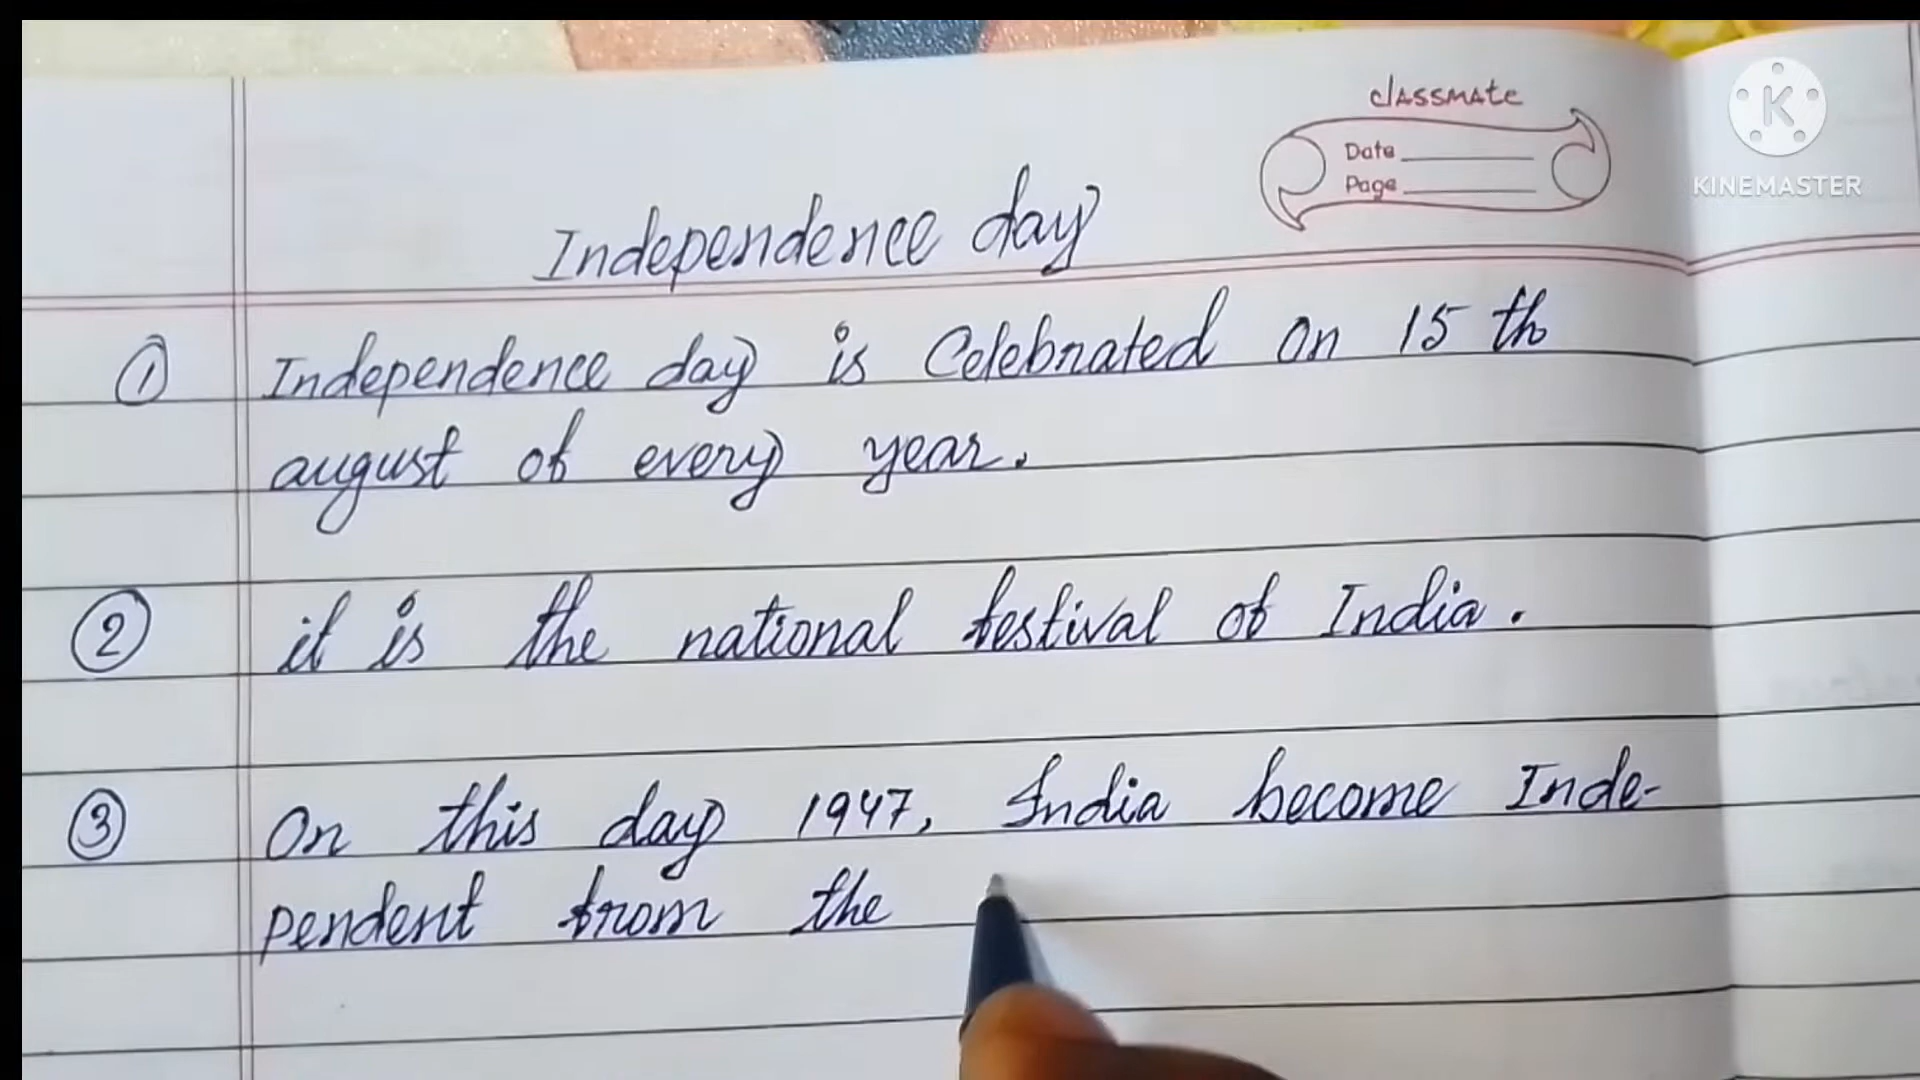 classmate
Date
Page
KINEMASTER
Independence day
① Independence day is Celebrated on 15 th
august of every year.
② it is the national festival of India.
③ On this day 1947, India become Inde-
pendent from the